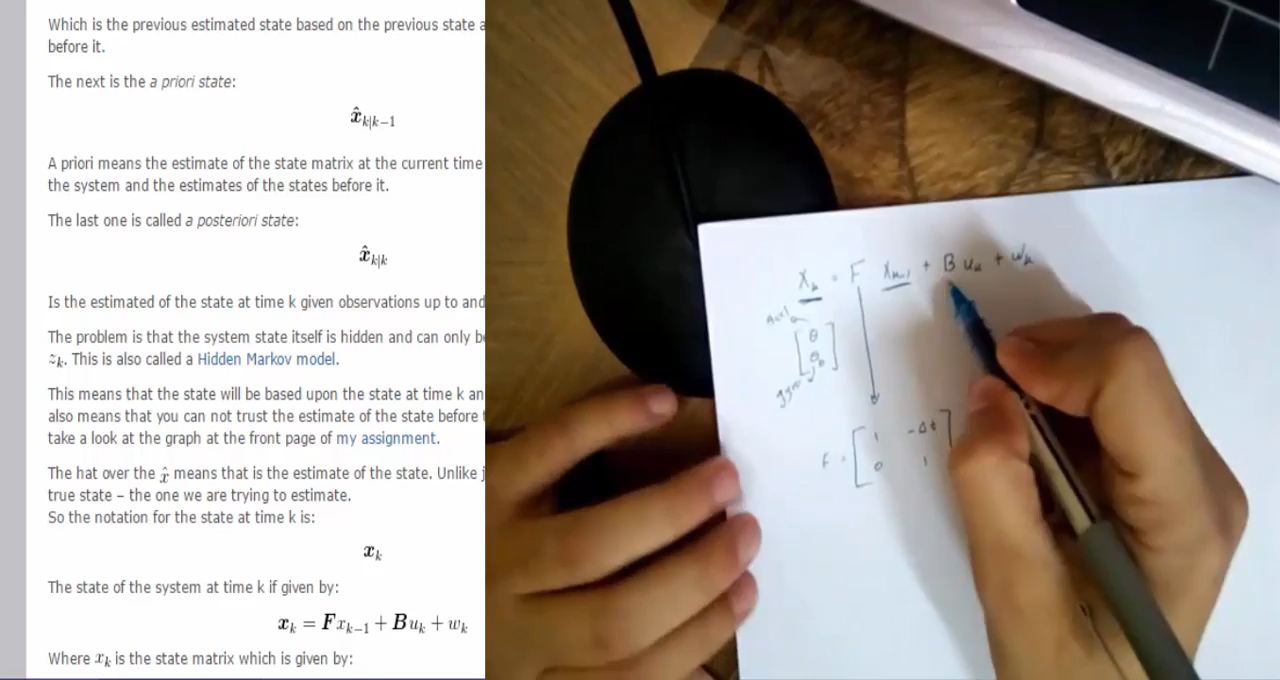 Which is the previous estimated state based on the previous state a
before it.
The next is the a priori state:
x̂k|k−1
A priori means the estimate of the state matrix at the current time
the system and the estimates of the states before it.
The last one is called a posteriori state:
x̂k|k
Is the estimated of the state at time k given observations up to and
The problem is that the system state itself is hidden and can only be
zk. This is also called a Hidden Markov model.
This means that the state will be based upon the state at time k an
also means that you can not trust the estimate of the state before
take a look at the graph at the front page of my assignment.
The hat over the x̂ means that is the estimate of the state. Unlike j
true state – the one we are trying to estimate.
So the notation for the state at time k is:
xk
The state of the system at time k if given by:
xk = Fxk−1 + Buk + wk
Where xk is the state matrix which is given by:
xk = F xk-1 + B uk + wk
θ
gyro
F = [ 1 -Δt
0 1 ]